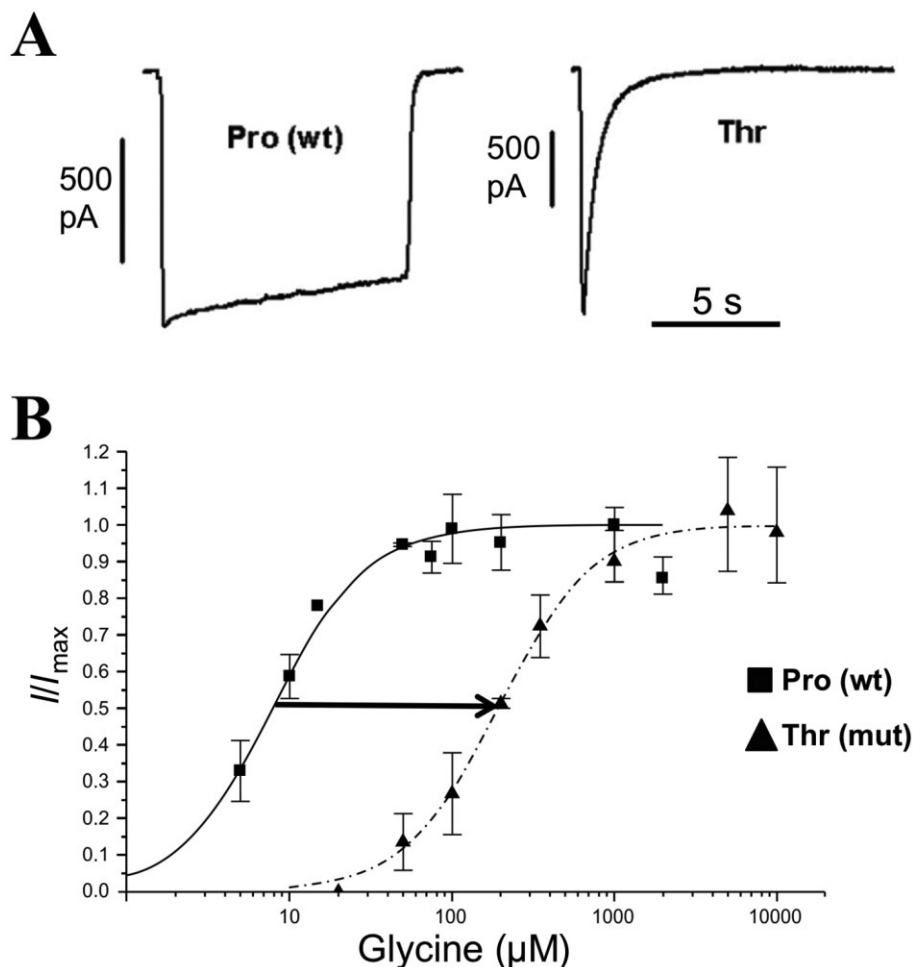 A
Pro (wt)
500
pA
500
pA
Thr
5 s
B
1.2
1.1
1.0
0.9
0.8
0.7
0.6
0.5
0.4
0.3
0.2
0.1
0.0
I/Imax
10
100
1000
10000
Glycine (µM)
Pro (wt)
Thr (mut)